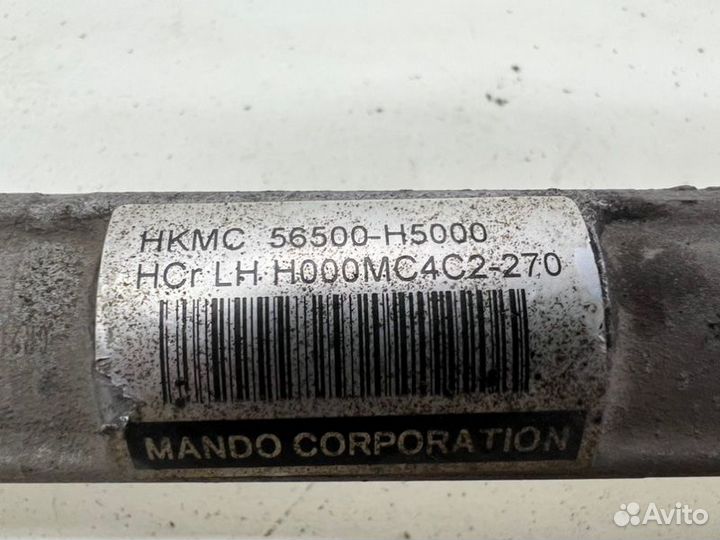 HKMC 56500-H5000
HCr LH H000MC4C2-270
MANDO CORPORATION
Avito